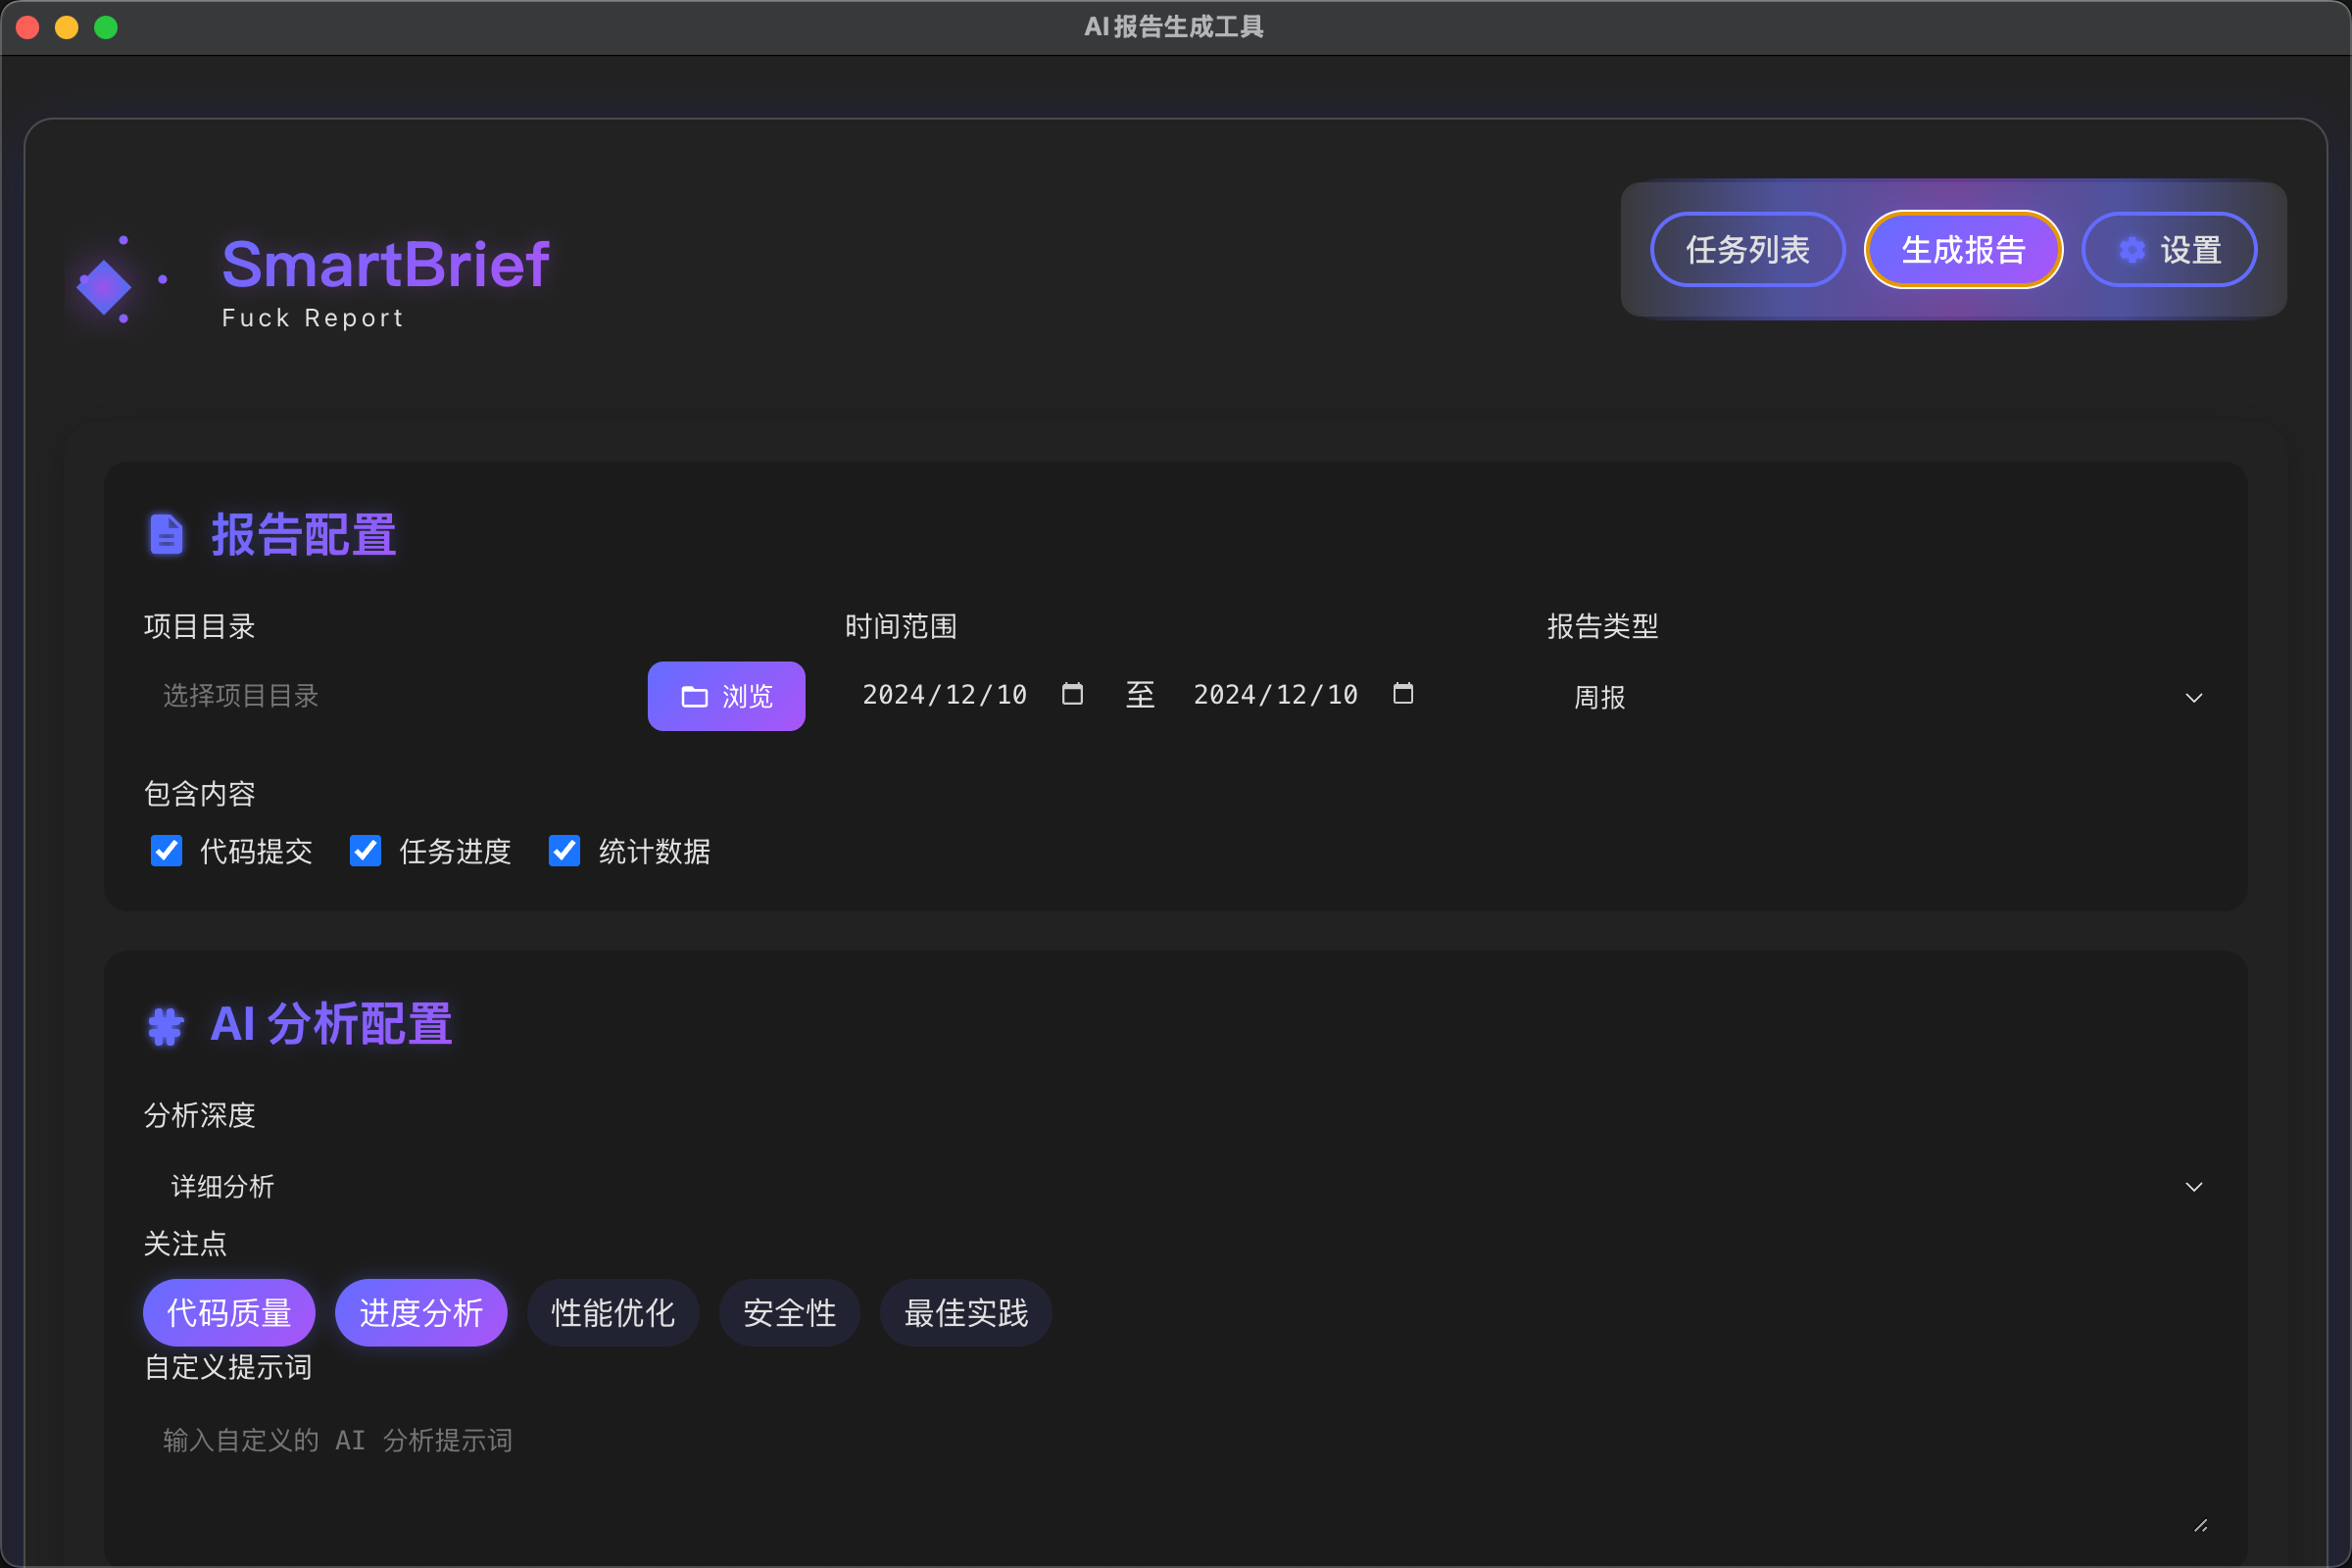 AI报告生成工具
SmartBrief
Fuck Report
任务列表
生成报告
设置
报告配置
项目目录
选择项目目录
浏览
时间范围
2024/12/10 至 2024/12/10
报告类型
周报
包含内容
代码提交 任务进度 统计数据
AI 分析配置
分析深度
详细分析
关注点
代码质量 进度分析 性能优化 安全性 最佳实践
自定义提示词
输入自定义的 AI 分析提示词